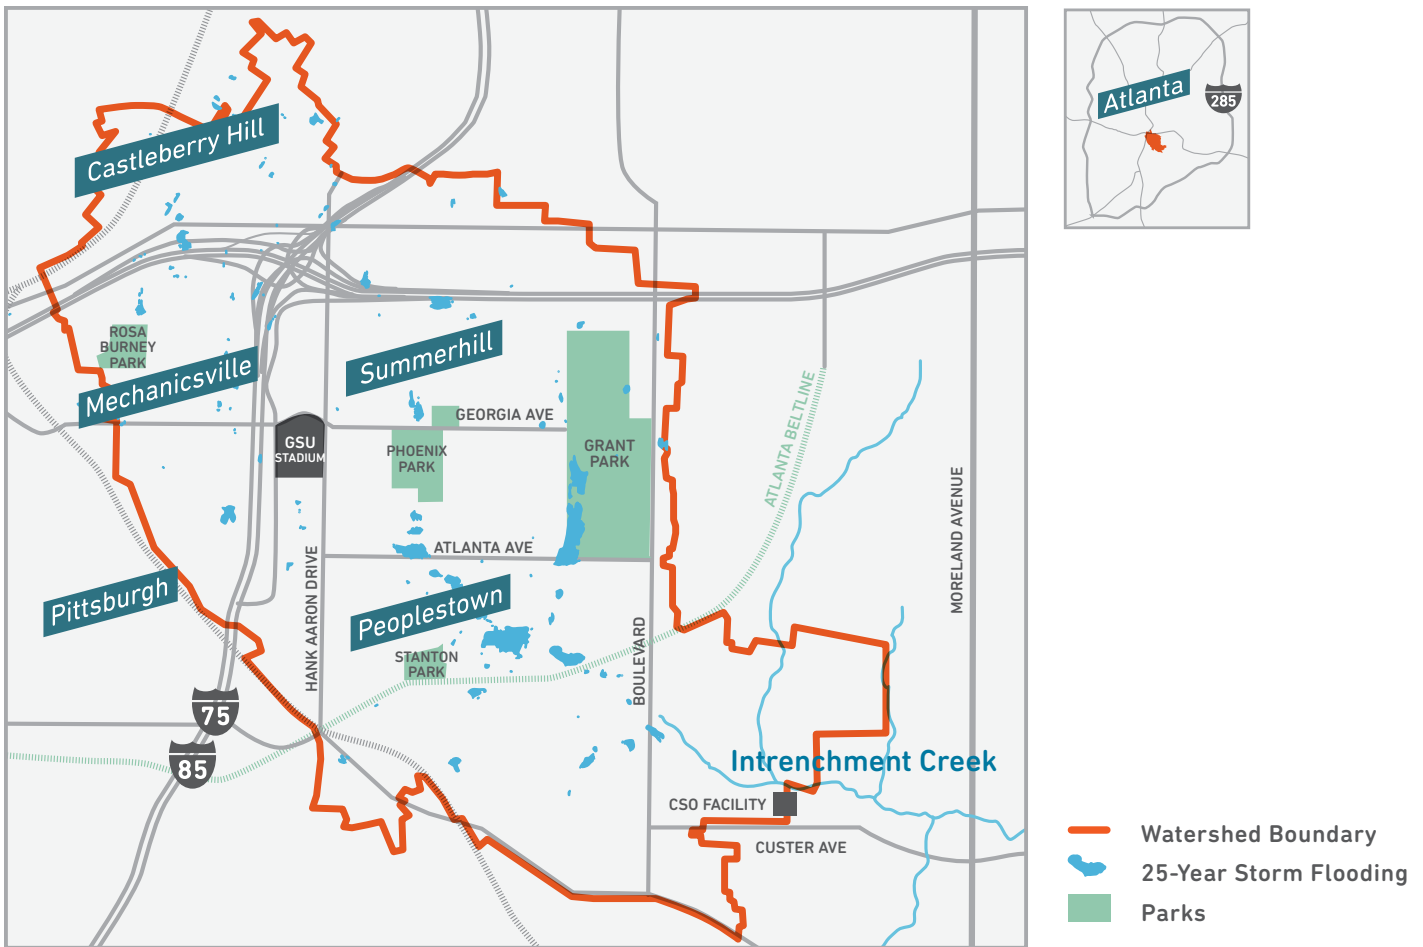 Atlanta
285
Castleberry Hill
ROSA
BURNEY
PARK
Mechanicsville
Summerhill
GEORGIA AVE
GSU
STADIUM
PHOENIX
PARK
GRANT
PARK
ATLANTA BELTLINE
MORELAND AVENUE
ATLANTA AVE
HANK AARON DRIVE
Pittsburgh
Peoplestown
STANTON
PARK
BOULEVARD
75
85
Intrenchment Creek
CSO FACILITY
CUSTER AVE
Watershed Boundary
25-Year Storm Flooding
Parks